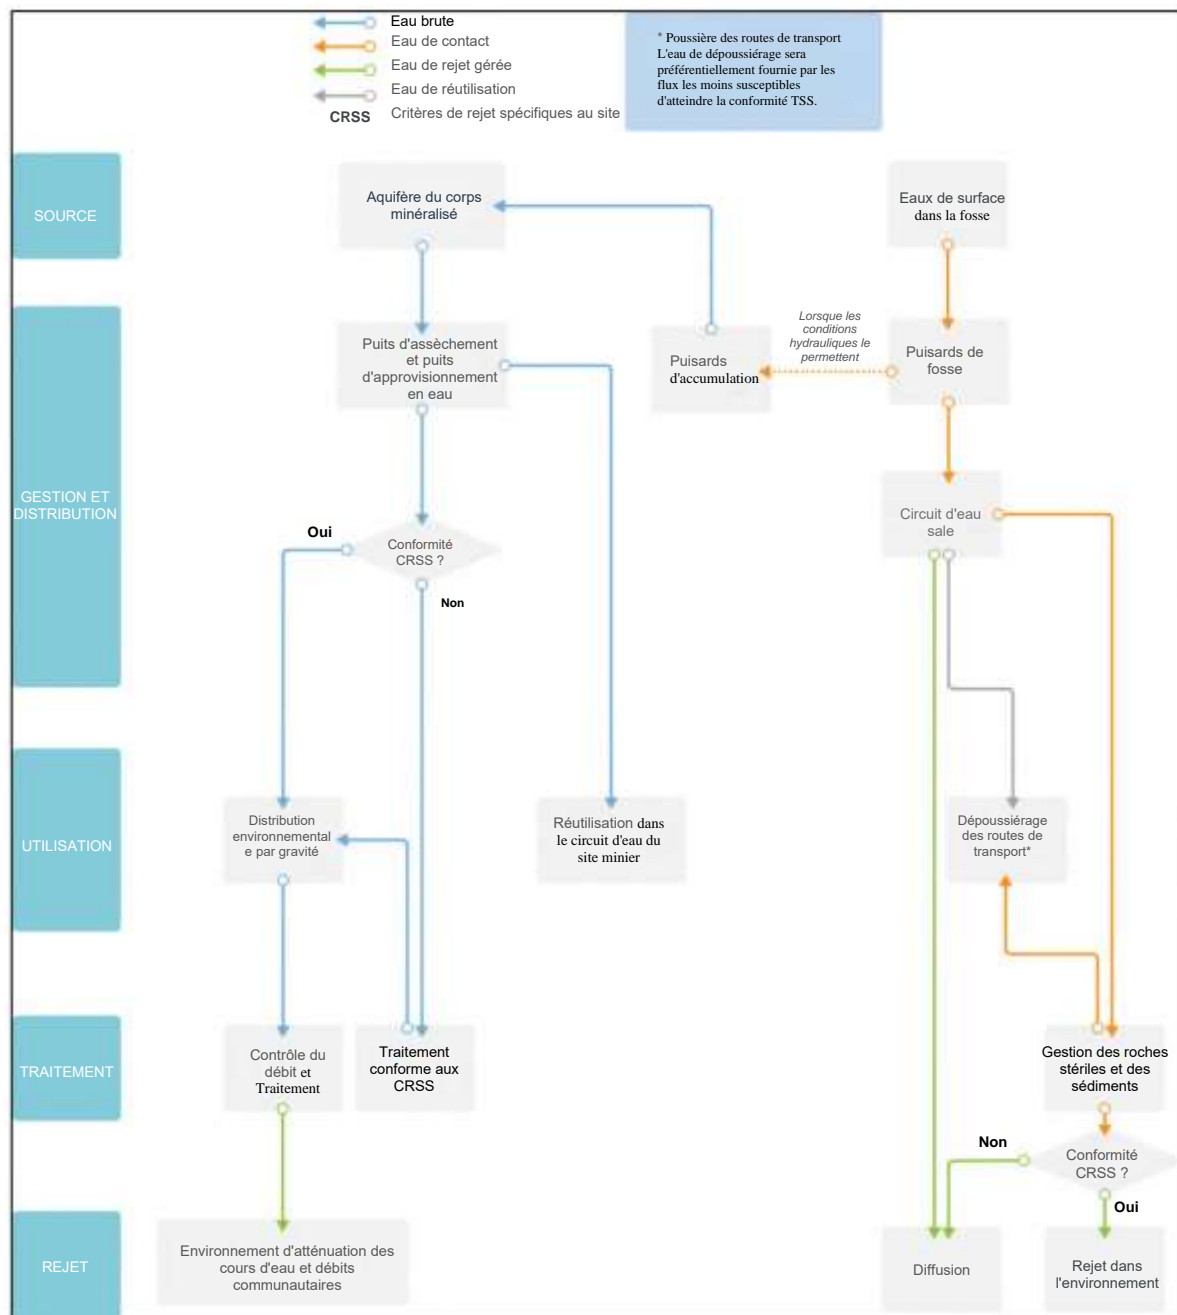 Eau brute
Eau de contact
Eau de rejet gérée
Eau de réutilisation
CRSS Critères de rejet spécifiques au site
* Poussière des routes de transport
L'eau de dépoussiérage sera
préférentiellement fournie par les
flux les moins susceptibles
d'atteindre la conformité TSS.
SOURCE
Aquifère du corps
minéralisé
Eaux de surface
dans la fosse
GESTION ET
DISTRIBUTION
Puits d'assèchement
et puits
d'approvisionnement
en eau
Puisards
d'accumulation
Lorsque les
conditions
hydrauliques le
permettent
Puisards de
fosse
Circuit d'eau
sale
Oui
Conformité
CRSS ?
Non
UTILISATION
Distribution
environnemental
e par gravité
Réutilisation dans
le circuit d'eau du
site minier
Dépoussiérage
des routes de
transport*
TRAITEMENT
Contrôle du
débit et
Traitement
Traitement
conforme aux
CRSS
Gestion des roches
stériles et des
sédiments
Non
Conformité
CRSS ?
Oui
REJET
Environnement d'atténuation des
cours d'eau et débits
communautaires
Diffusion
Rejet dans
l'environnement